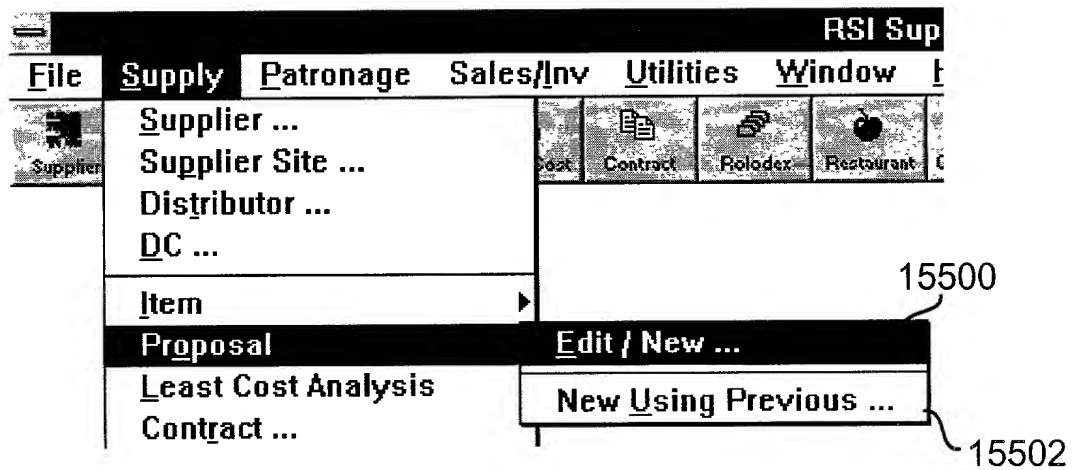 RSI Sup
File Supply Patronage Sales/Inv Utilities Window H
Supplier Cost Contract Rolodex Restaurant
Supplier ...
Supplier Site ...
Distributor ...
DC ...
Item
Proposal
Least Cost Analysis
Contract ...
Edit / New ...
New Using Previous ...
15500
15502